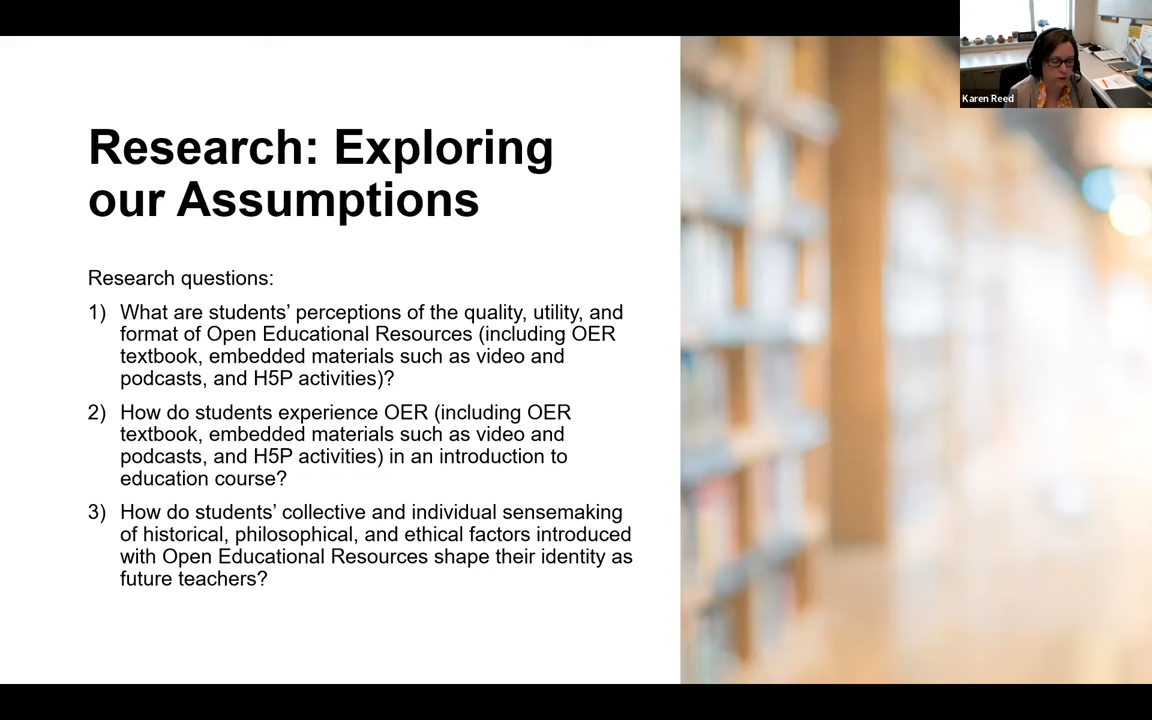 Karen Reed
Research: Exploring
our Assumptions
Research questions:
1) What are students’ perceptions of the quality, utility, and
format of Open Educational Resources (including OER
textbook, embedded materials such as video and
podcasts, and H5P activities)?
2) How do students experience OER (including OER
textbook, embedded materials such as video and
podcasts, and H5P activities) in an introduction to
education course?
3) How do students’ collective and individual sensemaking
of historical, philosophical, and ethical factors introduced
with Open Educational Resources shape their identity as
future teachers?